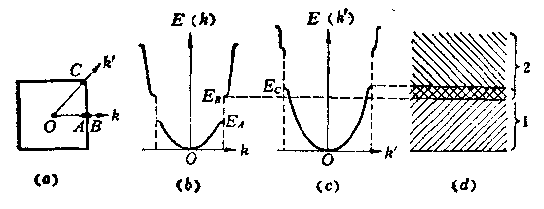 C k'
O A B k
(a)
E (k)
E_B
E_A
O k
(b)
E (k')
E_C
O k'
(c)
2
1
(d)